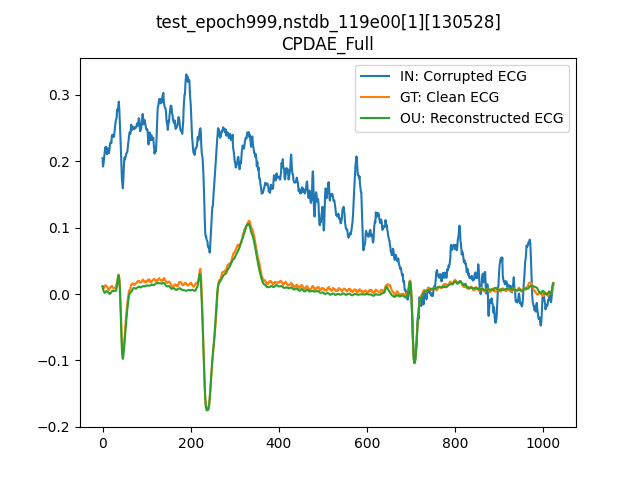 test_epoch999,nstdb_119e00[1][130528]
CPDAE_Full
IN: Corrupted ECG
GT: Clean ECG
OU: Reconstructed ECG
0.3
0.2
0.1
0.0
−0.1
−0.2
0 200 400 600 800 1000